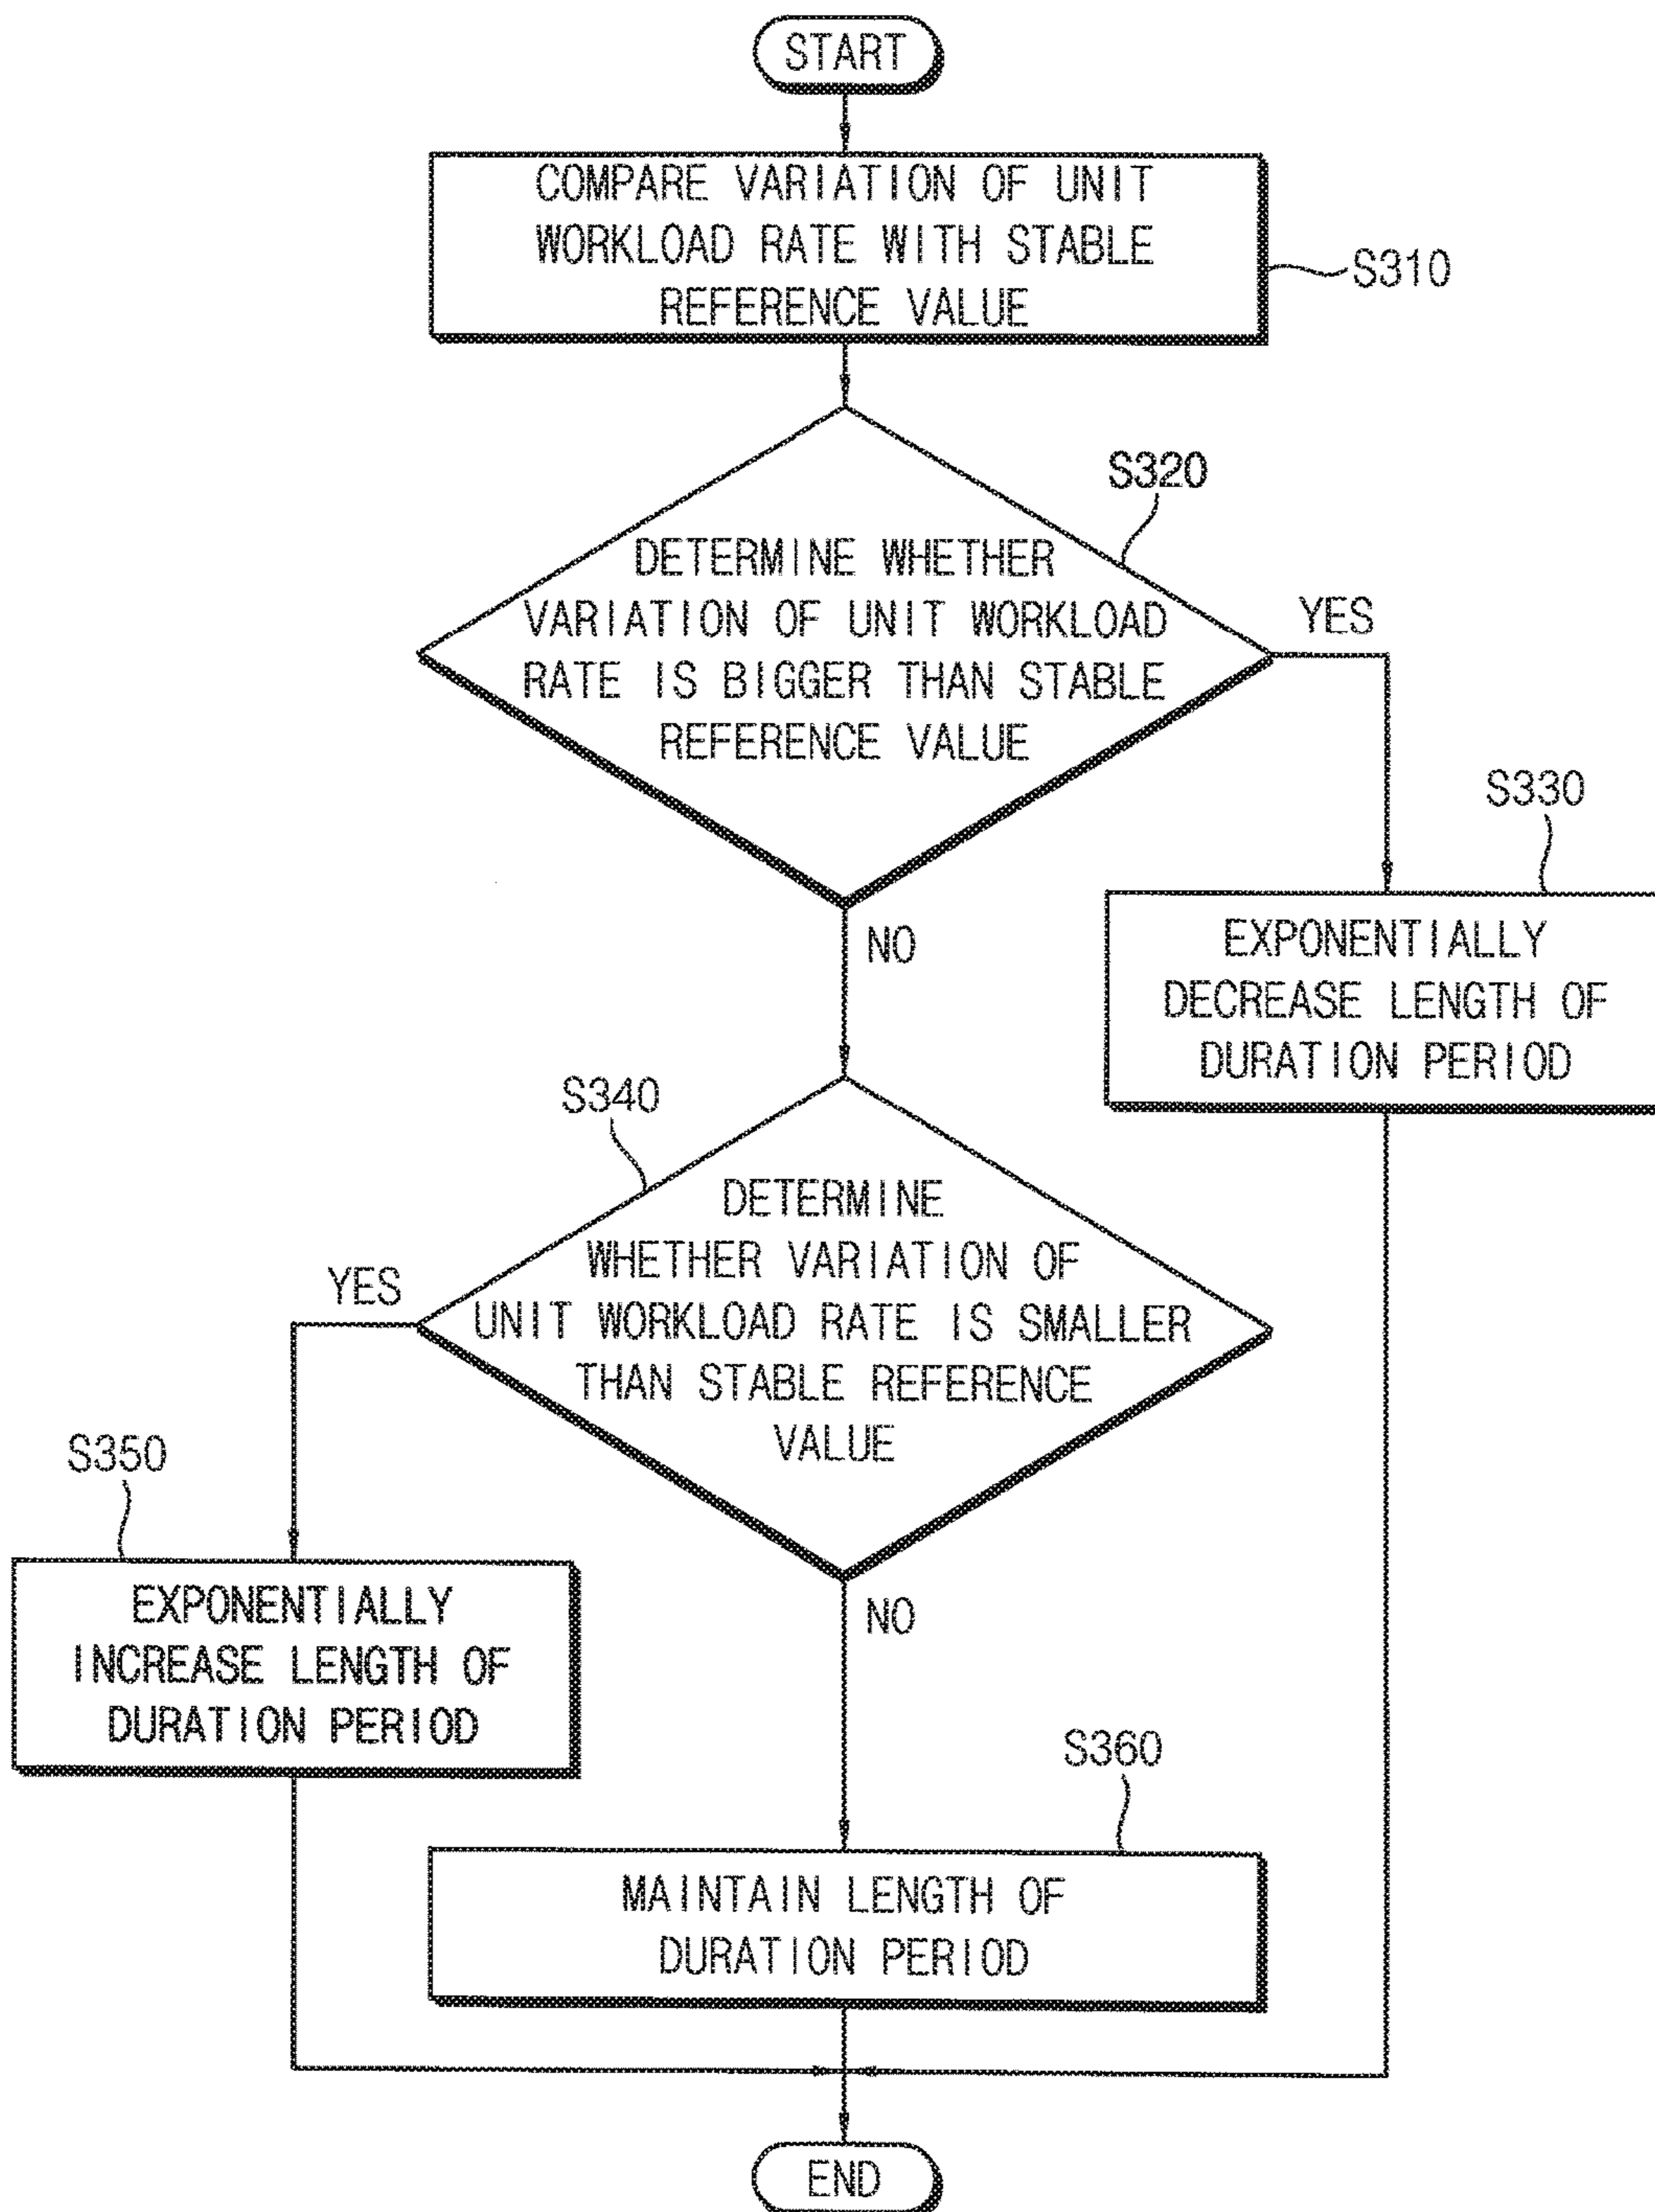 START
COMPARE VARIATION OF UNIT
WORKLOAD RATE WITH STABLE
REFERENCE VALUE
S310
S320
DETERMINE WHETHER
VARIATION OF UNIT WORKLOAD
RATE IS BIGGER THAN STABLE
REFERENCE VALUE
YES
NO
S330
EXPONENTIALLY
DECREASE LENGTH OF
DURATION PERIOD
S340
DETERMINE
WHETHER VARIATION OF
UNIT WORKLOAD RATE IS SMALLER
THAN STABLE REFERENCE
VALUE
YES
NO
S350
EXPONENTIALLY
INCREASE LENGTH OF
DURATION PERIOD
S360
MAINTAIN LENGTH OF
DURATION PERIOD
END